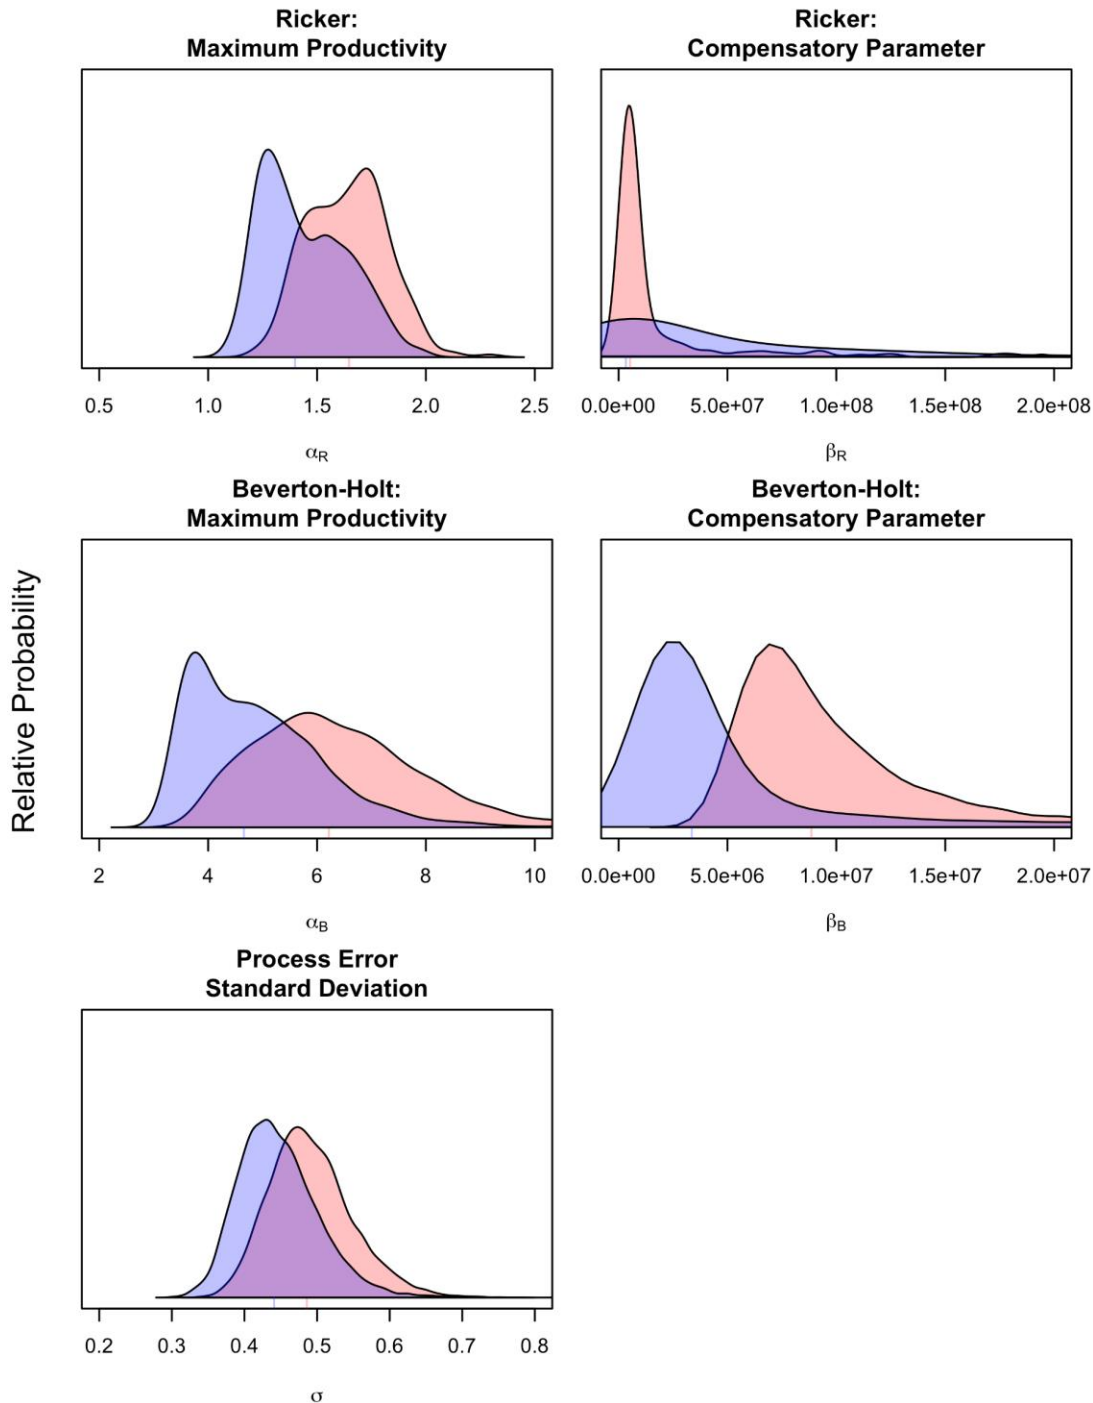 Ricker:
Maximum Productivity
Ricker:
Compensatory Parameter
0.5 1.0 1.5 2.0 2.5
0.0e+00 5.0e+07 1.0e+08 1.5e+08 2.0e+08
αR
βR
Beverton-Holt:
Maximum Productivity
Beverton-Holt:
Compensatory Parameter
Relative Probability
2 4 6 8 10
0.0e+00 5.0e+06 1.0e+07 1.5e+07 2.0e+07
αB
βB
Process Error
Standard Deviation
0.2 0.3 0.4 0.5 0.6 0.7 0.8
σ